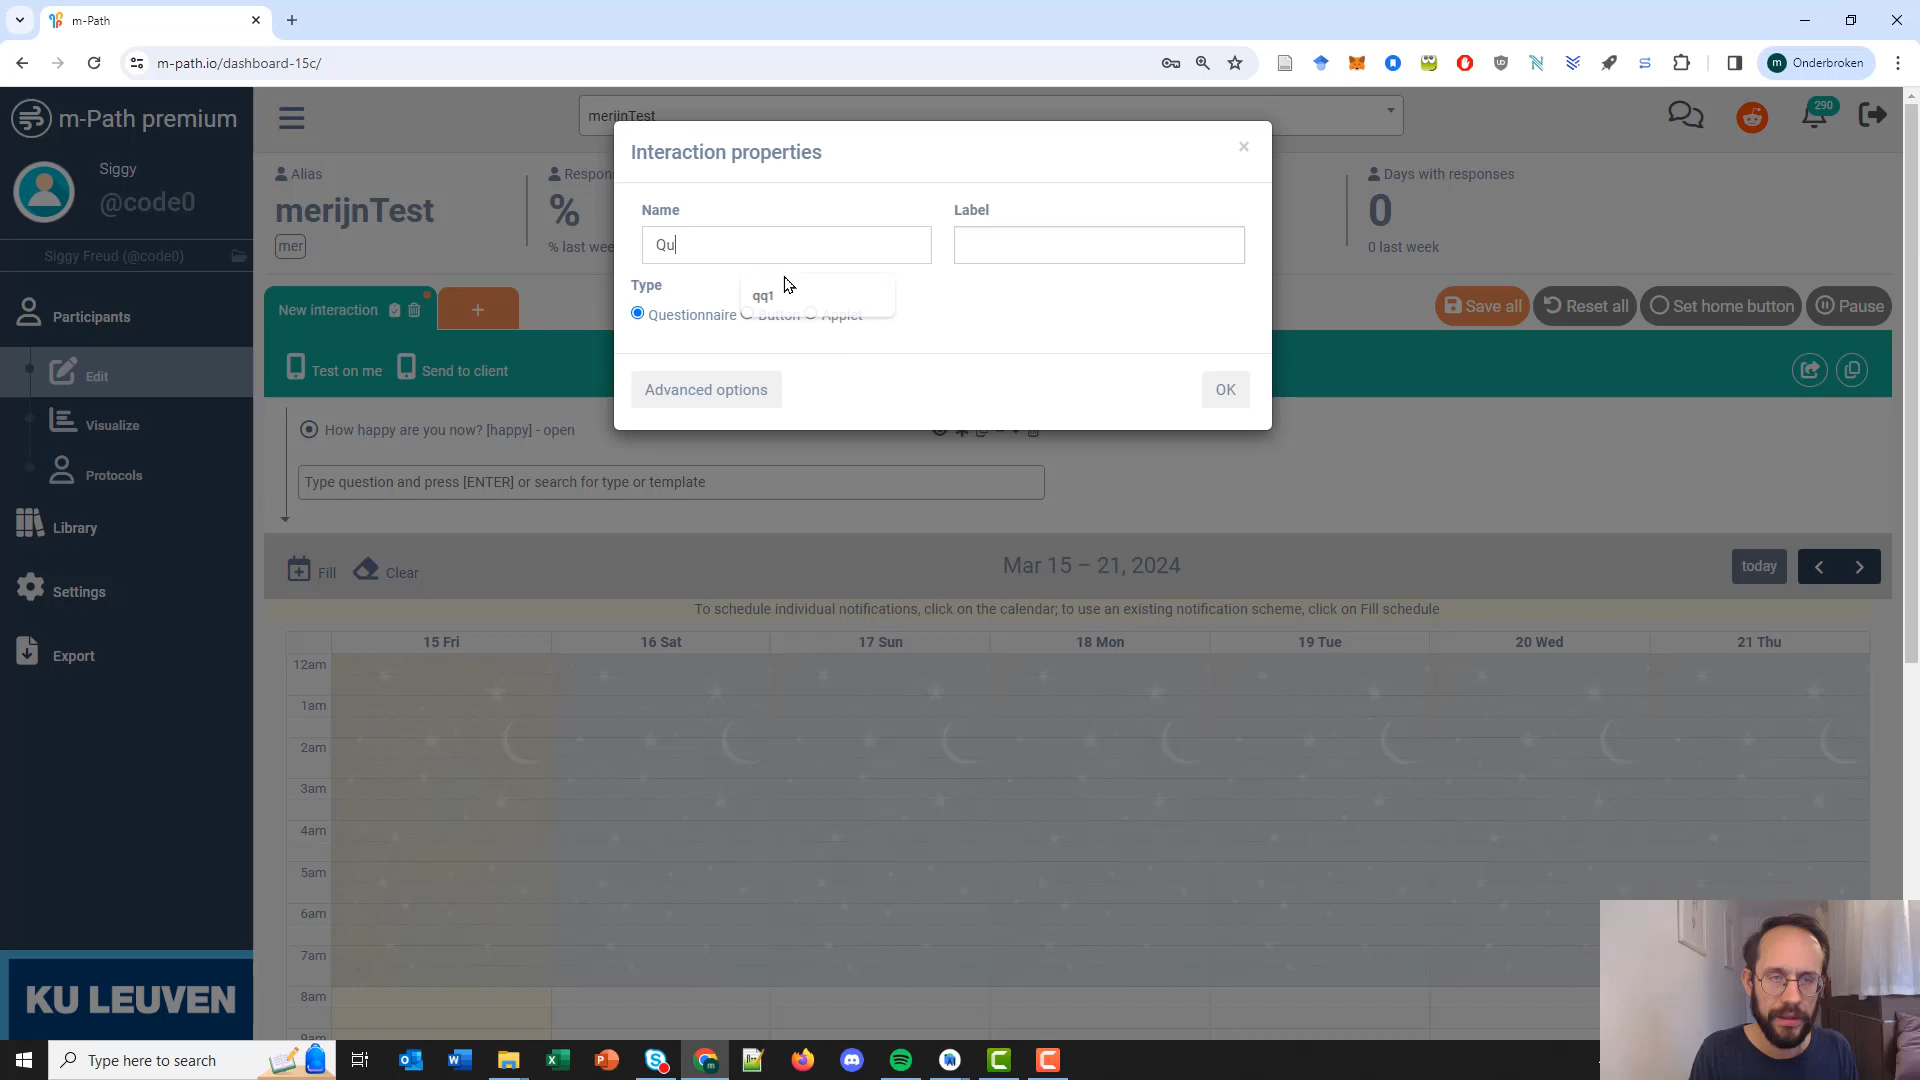 m-Path
m-path.io/dashboard-15c/
Onderbroken
m-Path premium
Siggy
@code0
Siggy Freud (@code0)
Participants
Edit
Visualize
Protocols
Library
Settings
Export
KU LEUVEN
merijnTest
290
Alias
merijnTest
mer
%
% last
Days with responses
0
0 last week
Interaction properties
×
Name
Label
Qu
qq1
Type
Questionnaire
Button
Applet
Advanced options
OK
New interaction
+
Save all
Reset all
Set home button
Pause
Test on me
Send to client
How happy are you now? [happy] - open
Type question and press [ENTER] or search for type or template
Fill
Clear
Mar 15 – 21, 2024
today
To schedule individual notifications, click on the calendar; to use an existing notification scheme, click on Fill schedule
15 Fri
16 Sat
17 Sun
18 Mon
19 Tue
20 Wed
21 Thu
12am
1am
2am
3am
4am
5am
6am
7am
8am
9am
Type here to search